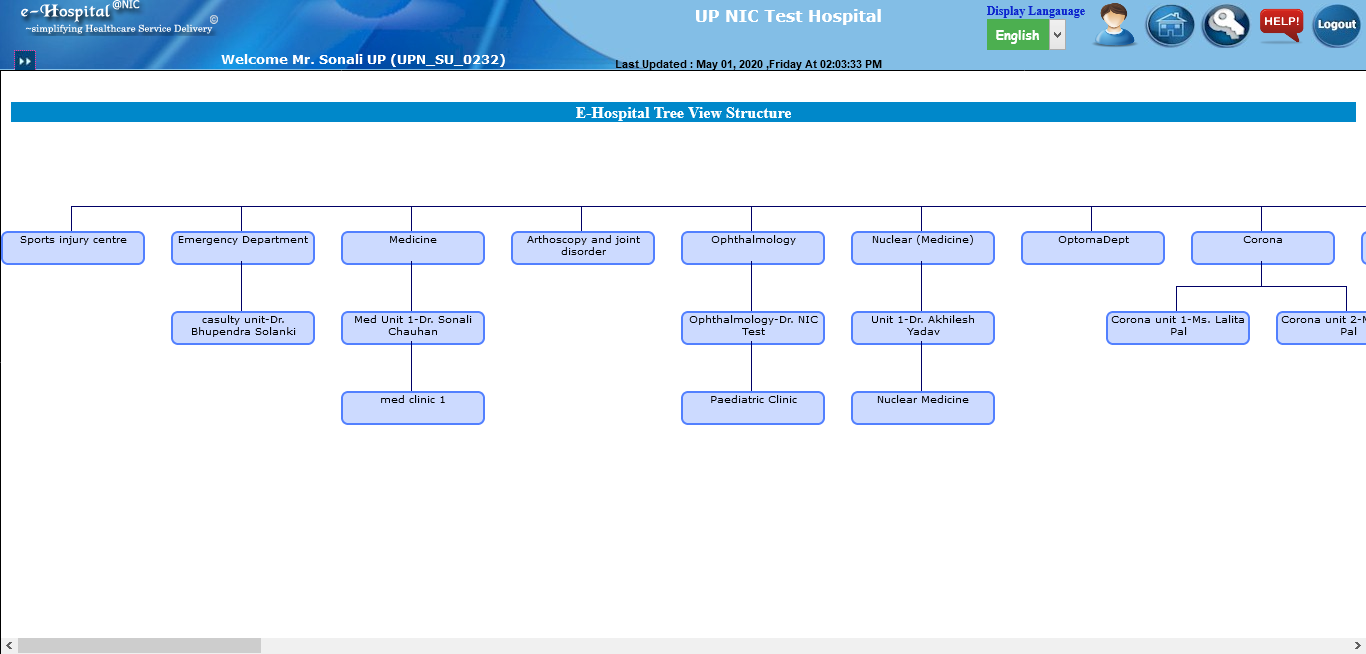 e-Hospital @NIC
©
~simplifying Healthcare Service Delivery
UP NIC Test Hospital
Display Langauage
English
HELP!
Logout
Welcome Mr. Sonali UP (UPN_SU_0232)
Last Updated : May 01, 2020 ,Friday At 02:03:33 PM
E-Hospital Tree View Structure
Sports injury centre
Emergency Department
Medicine
Arthoscopy and joint
disorder
Ophthalmology
Nuclear (Medicine)
OptomaDept
Corona
casulty unit-Dr.
Bhupendra Solanki
Med Unit 1-Dr. Sonali
Chauhan
Ophthalmology-Dr. NIC
Test
Unit 1-Dr. Akhilesh
Yadav
Corona unit 1-Ms. Lalita
Pal
Corona unit 2-
Pal
med clinic 1
Paediatric Clinic
Nuclear Medicine